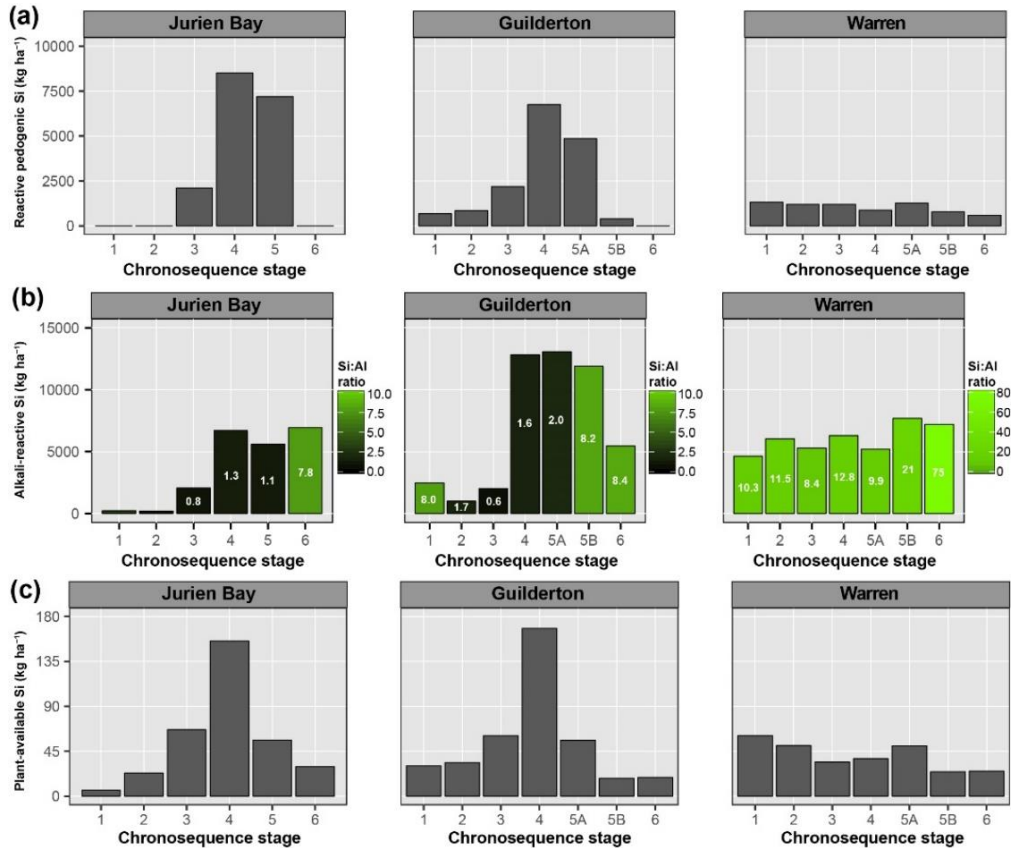 (a)
Jurien Bay
Guilderton
Warren
Reactive pedogenic Si (kg ha⁻¹)
10000
7500
5000
2500
0
1 2 3 4 5 6
1 2 3 4 5A 5B 6
1 2 3 4 5A 5B 6
Chronosequence stage
Chronosequence stage
Chronosequence stage
(b)
Jurien Bay
Guilderton
Warren
Alkali-reactive Si (kg ha⁻¹)
15000
10000
5000
0
0.8 1.3 1.1 7.8
Si:Al
ratio
10.0
7.5
5.0
2.5
0.0
8.0 1.7 0.6 1.6 2.0 8.2 8.4
Si:Al
ratio
10.0
7.5
5.0
2.5
0.0
10.3 11.5 8.4 12.8 9.9 21 75
Si:Al
ratio
80
60
40
20
0
1 2 3 4 5 6
1 2 3 4 5A 5B 6
1 2 3 4 5A 5B 6
Chronosequence stage
Chronosequence stage
Chronosequence stage
(c)
Jurien Bay
Guilderton
Warren
Plant-available Si (kg ha⁻¹)
180
135
90
45
0
1 2 3 4 5 6
1 2 3 4 5A 5B 6
1 2 3 4 5A 5B 6
Chronosequence stage
Chronosequence stage
Chronosequence stage